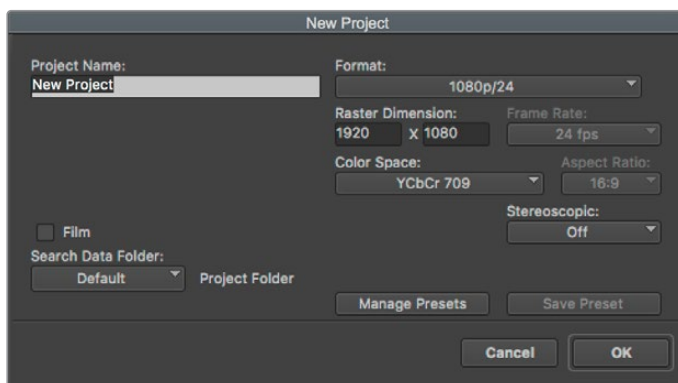 New Project
Project Name:
New Project
Format:
1080p/24
Raster Dimension:
1920 X 1080
Frame Rate:
24 fps
Color Space:
YCbCr 709
Aspect Ratio:
16:9
Stereoscopic:
Off
Film
Search Data Folder:
Default
Project Folder
Manage Presets
Save Preset
Cancel
OK